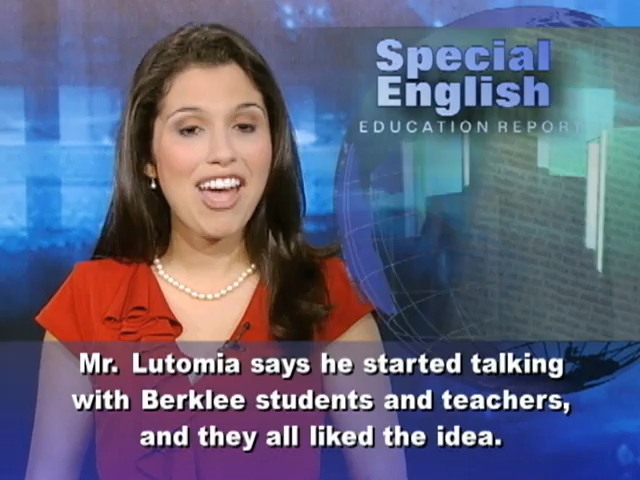 Special
English
EDUCATION REPORT
Mr. Lutomia says he started talking
with Berklee students and teachers,
and they all liked the idea.